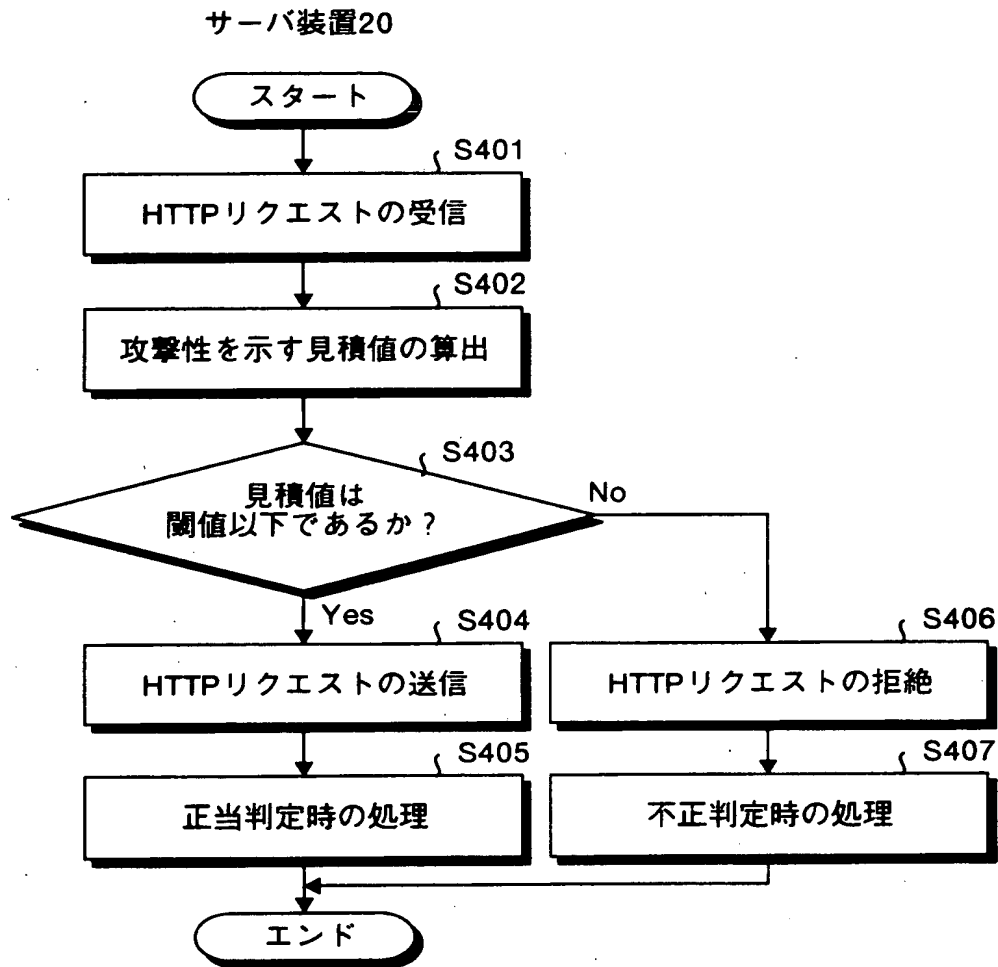 サーバ装置20
スタート
S401
HTTPリクエストの受信
S402
攻撃性を示す見積値の算出
S403
見積値は
閾値以下であるか？
No
Yes
S404
HTTPリクエストの送信
S406
HTTPリクエストの拒絶
S405
正当判定時の処理
S407
不正判定時の処理
エンド